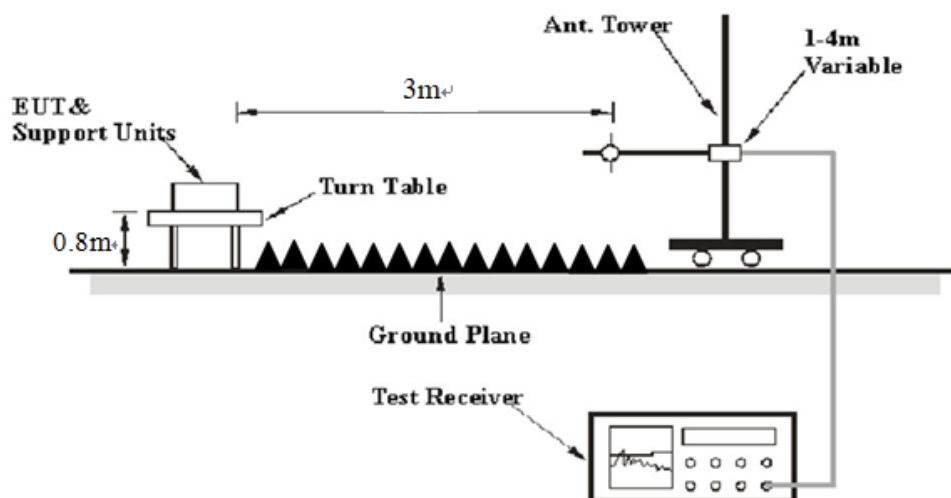 Ant. Tower
1-4m
Variable
3m
EUT&
Support Units
Turn Table
0.8m
Ground Plane
Test Receiver